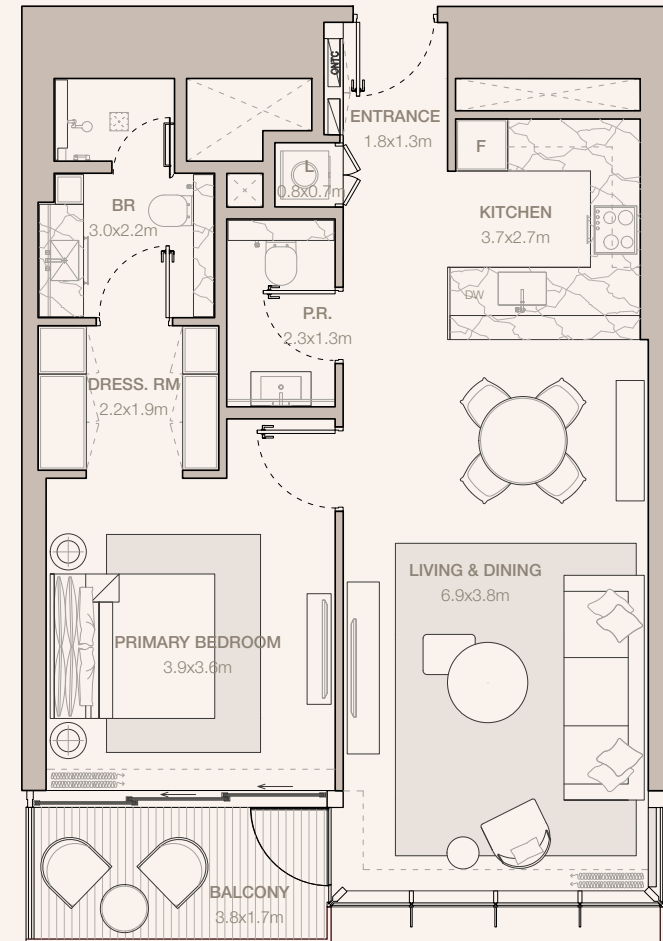 QNTC
ENTRANCE
1.8x1.3m
F
0.8x0.7m
BR
3.0x2.2m
KITCHEN
3.7x2.7m
DW
P.R.
2.3x1.3m
DRESS. RM
2.2x1.9m
LIVING & DINING
6.9x3.8m
PRIMARY BEDROOM
3.9x3.6m
BALCONY
3.8x1.7m